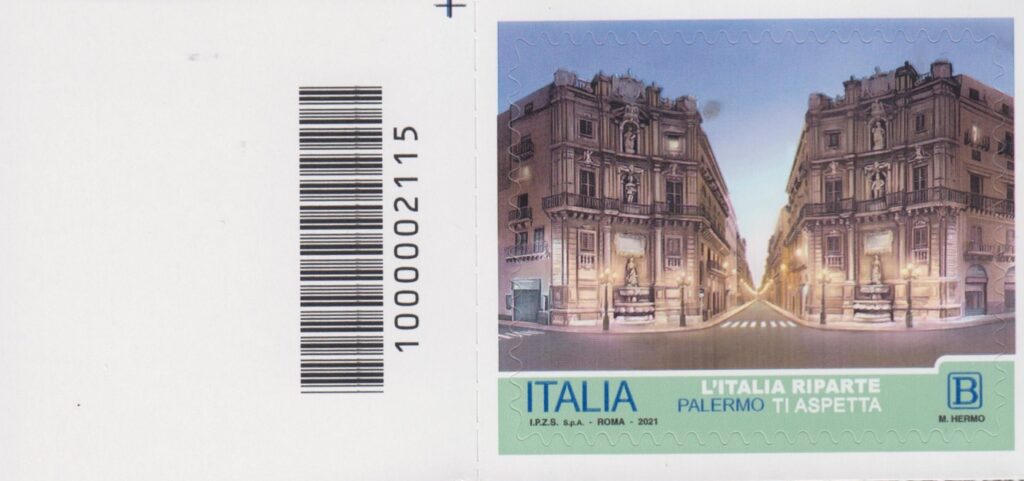 1000002115
ITALIA
I.P.Z.S. S.p.A. - ROMA - 2021
L'ITALIA RIPARTE
PALERMO TI ASPETTA
B
M. HERMO